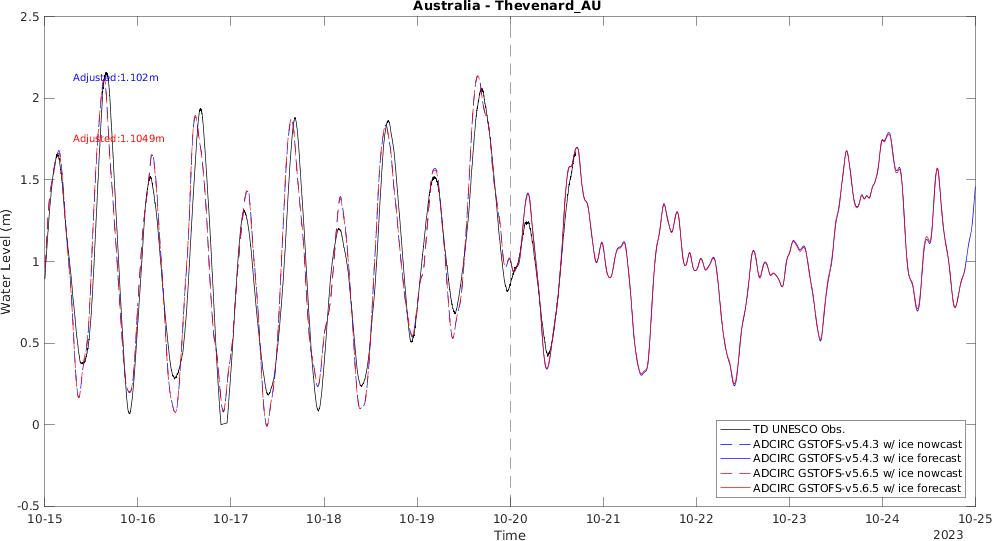 Australia - Thevenard_AU
2.5
2
1.5
1
0.5
0
-0.5
Water Level (m)
Adjusted:1.102m
Adjusted:1.1049m
TD UNESCO Obs.
ADCIRC GSTOFS-v5.4.3 w/ ice nowcast
ADCIRC GSTOFS-v5.4.3 w/ ice forecast
ADCIRC GSTOFS-v5.6.5 w/ ice nowcast
ADCIRC GSTOFS-v5.6.5 w/ ice forecast
10-15 10-16 10-17 10-18 10-19 10-20 10-21 10-22 10-23 10-24 10-25
Time
2023